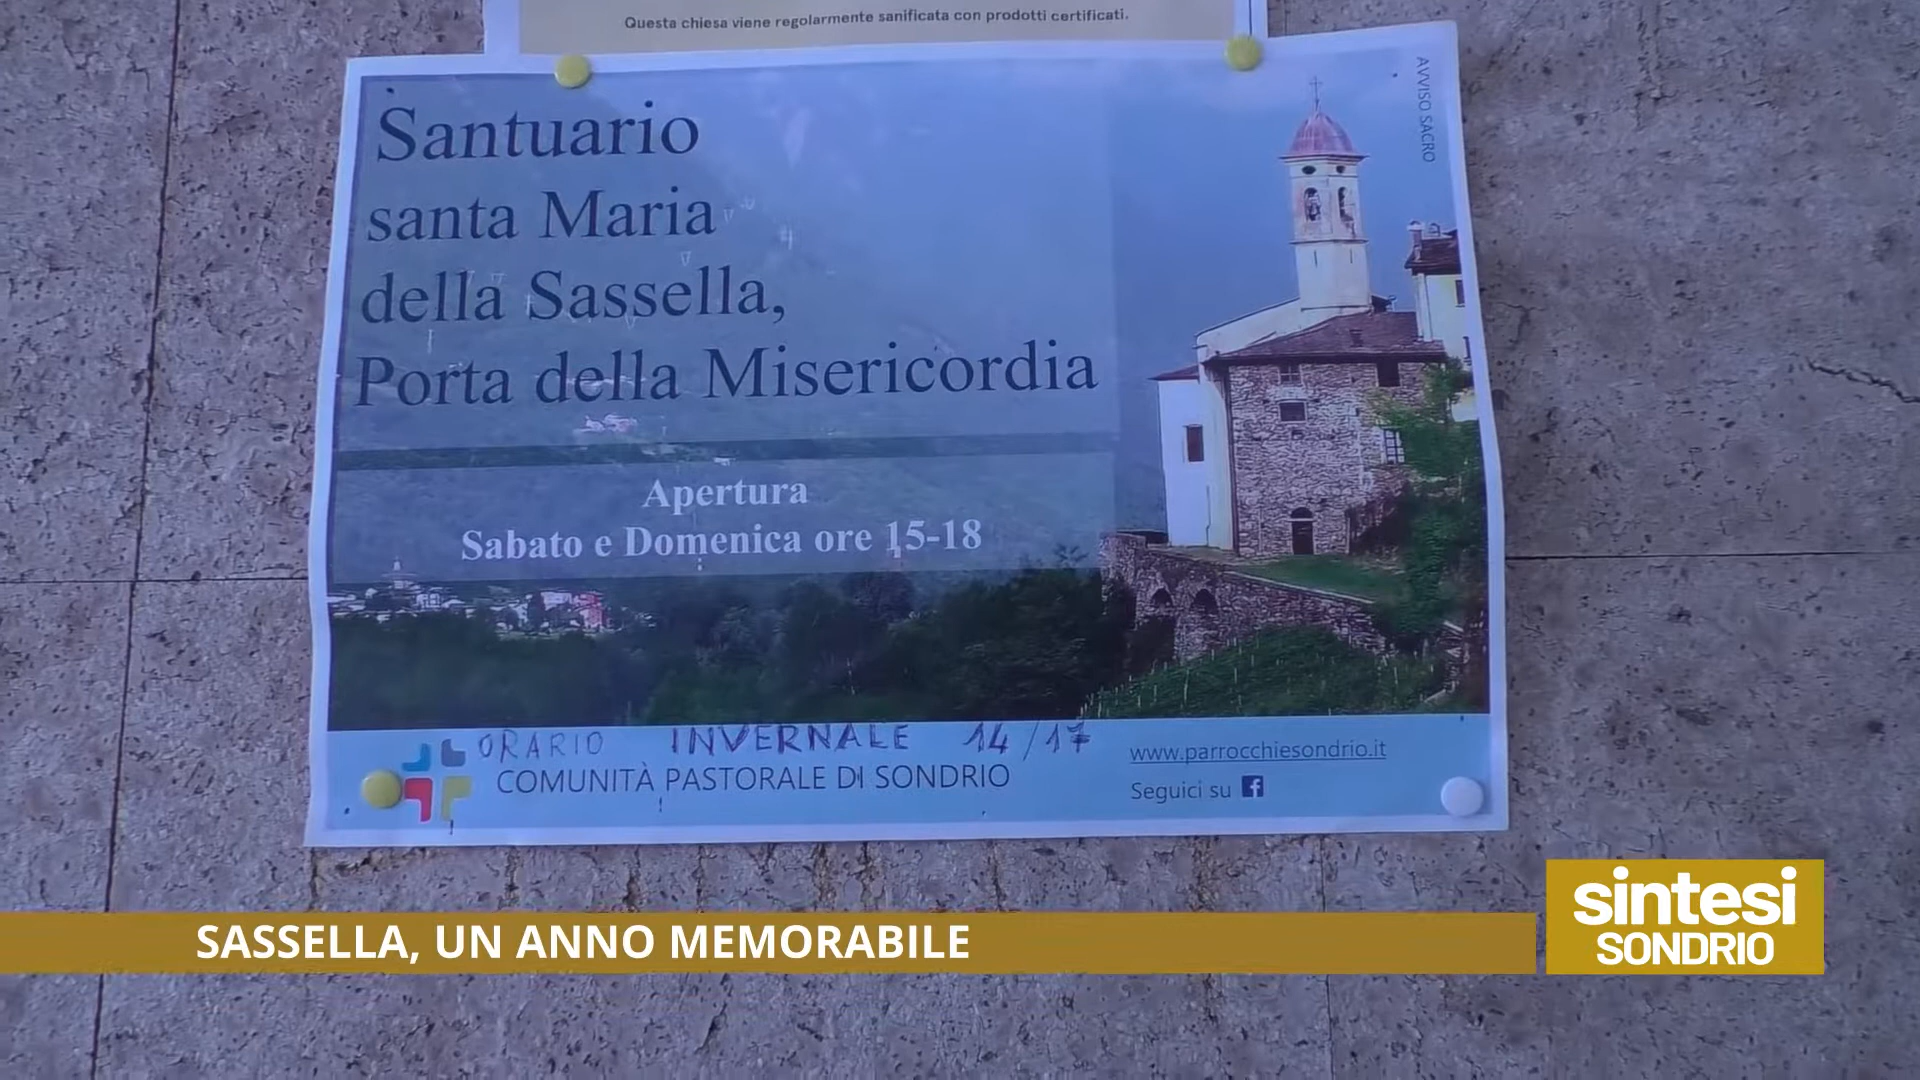 Questa chiesa viene regolarmente sanificata con prodotti certificati.
AVVISO SACRO
Santuario
santa Maria
della Sassella,
Porta della Misericordia
Apertura
Sabato e Domenica ore 15-18
ORARIO INVERNALE 14/17
COMUNITÀ PASTORALE DI SONDRIO
www.parrocchiesondrio.it
Seguici su f
SASSELLA, UN ANNO MEMORABILE
sintesi
SONDRIO